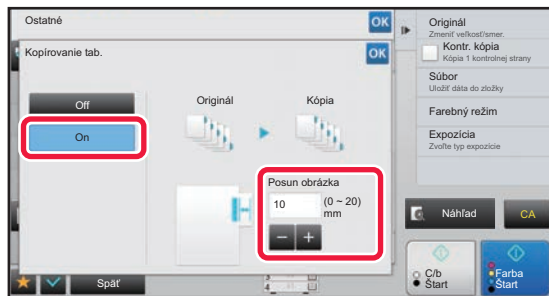 Ostatné
OK
Kopírovanie tab.
OK
Off
On
Originál
Kópia
Posun obrázka
10
(0 ~ 20)
mm
Späť
Originál
Zmeniť veľkosť/smer.
Kontr. kópia
Kópia 1 kontrolnej strany
Súbor
Uložiť dáta do zložky
Farebný režim
Expozícia
Zvoľte typ expozície
Náhľad
CA
C/b
Štart
Farba
Štart